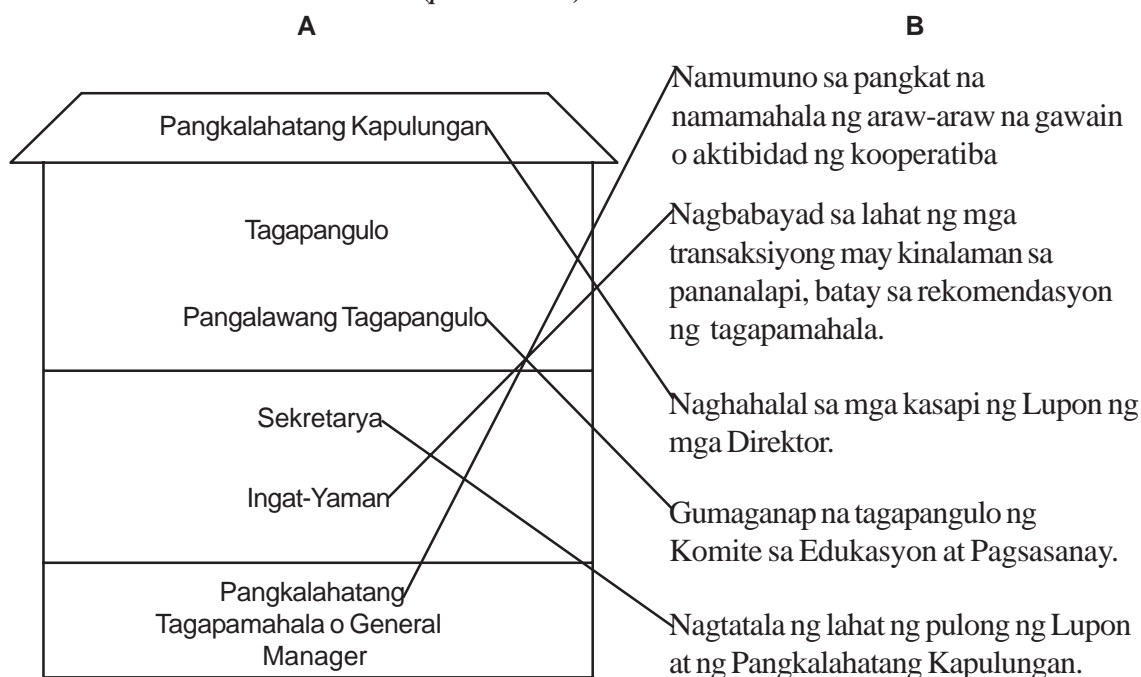 A
Pangkalahatang Kapulungan
Tagapangulo
Pangalawang Tagapangulo
Sekretarya
Ingat-Yaman
Pangkalahatang
Tagapamahala o General
Manager
B
Namumuno sa pangkat na
namamahala ng araw-araw na gawain
o aktibidad ng kooperatiba
Nagbabayad sa lahat ng mga
transaksiyong may kinalaman sa
pananalapi, batay sa rekomendasyon
ng tagapamahala.
Naghahalal sa mga kasapi ng Lupon ng
mga Direktor.
Gumaganap na tagapangulo ng
Komite sa Edukasyon at Pagsasanay.
Nagtatala ng lahat ng pulong ng Lupon
at ng Pangkalahatang Kapulungan.